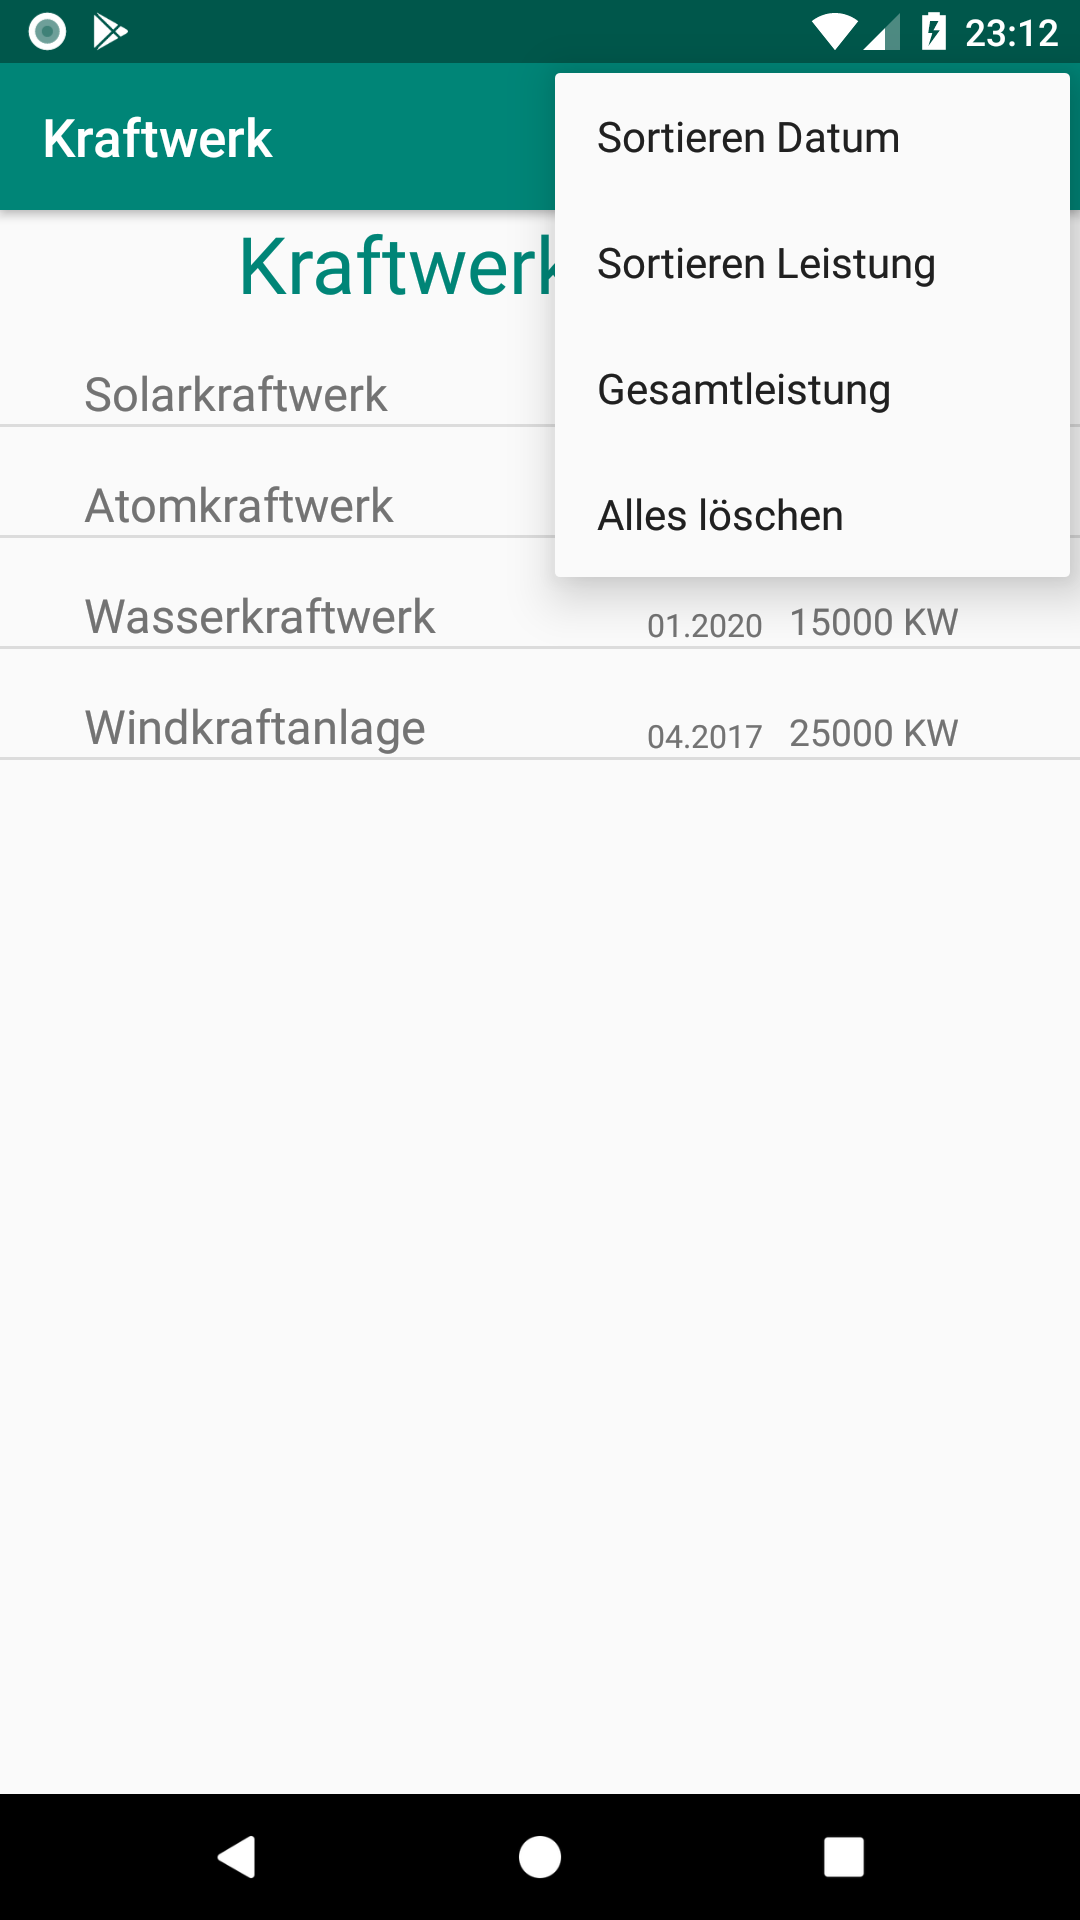 23:12
Kraftwerk
Sortieren Datum
Sortieren Leistung
Gesamtleistung
Alles löschen
Kraftwerk
Solarkraftwerk
Atomkraftwerk
Wasserkraftwerk 01.2020 15000 KW
Windkraftanlage 04.2017 25000 KW